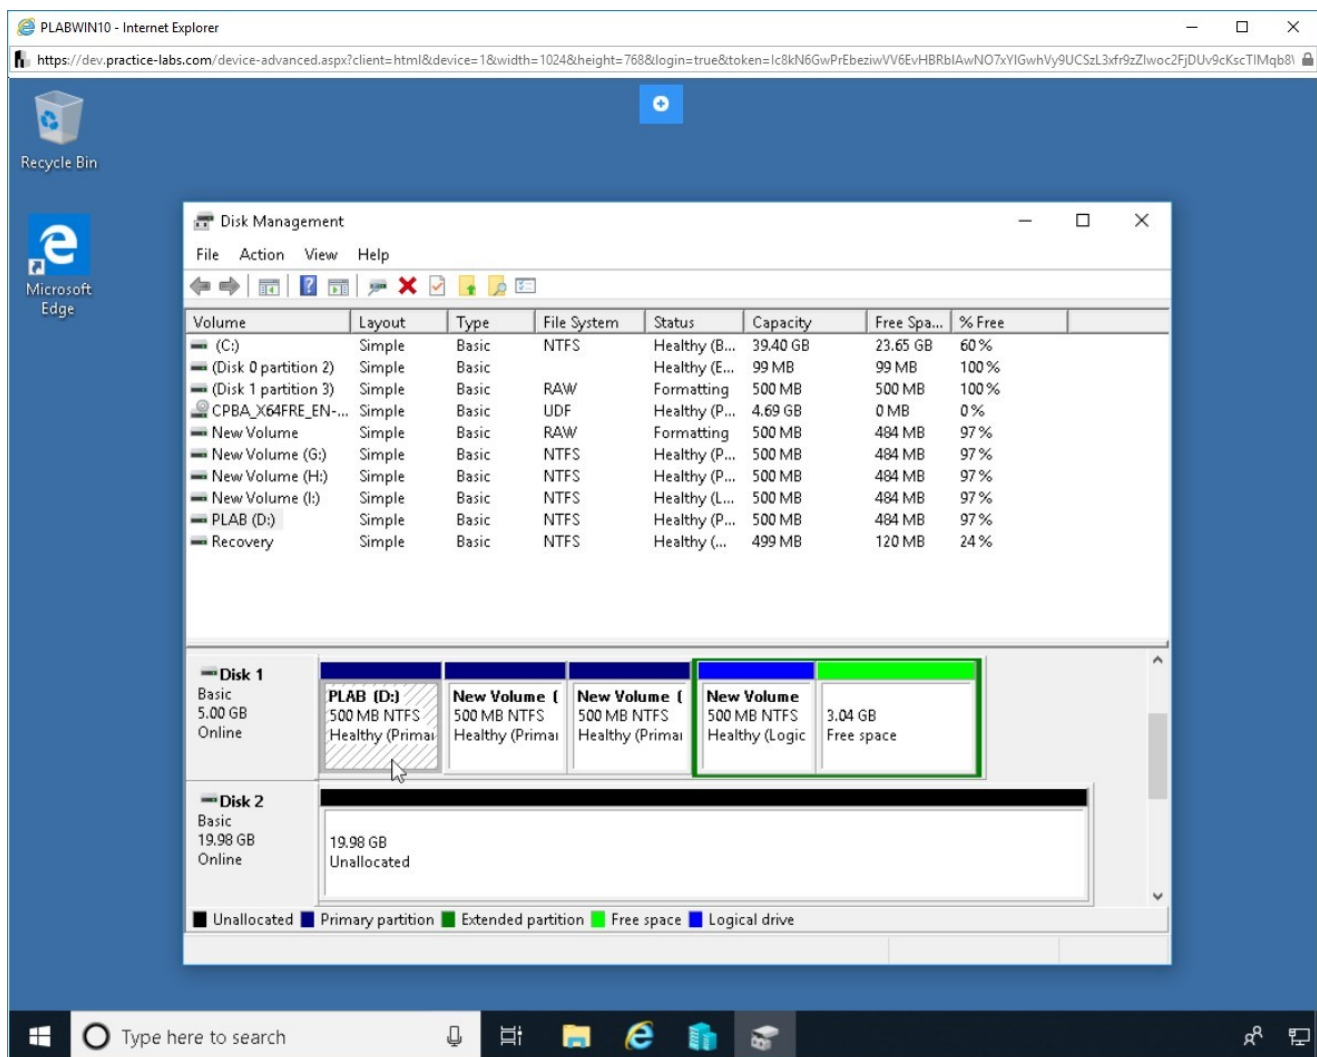 PLABWIN10 - Internet Explorer
https://dev.practice-labs.com/device-advanced.aspx?client=html&device=1&width=1024&height=768&login=true&token=
Recycle Bin
Microsoft
Edge
Disk Management
File Action View Help
Volume Layout Type File System Status Capacity Free Spa... % Free
(C:) Simple Basic NTFS Healthy (B... 39.40 GB 23.65 GB 60 %
(Disk 0 partition 2) Simple Basic Healthy (E... 99 MB 99 MB 100 %
(Disk 1 partition 3) Simple Basic RAW Formatting 500 MB 500 MB 100 %
CPBA_X64FRE_EN-... Simple Basic UDF Healthy (P... 4.69 GB 0 MB 0 %
New Volume Simple Basic RAW Formatting 500 MB 484 MB 97 %
New Volume (G:) Simple Basic NTFS Healthy (P... 500 MB 484 MB 97 %
New Volume (H:) Simple Basic NTFS Healthy (P... 500 MB 484 MB 97 %
New Volume (I:) Simple Basic NTFS Healthy (L... 500 MB 484 MB 97 %
PLAB (D:) Simple Basic NTFS Healthy (P... 500 MB 484 MB 97 %
Recovery Simple Basic NTFS Healthy (... 499 MB 120 MB 24 %
Disk 1
Basic
5.00 GB
Online
PLAB (D:)
500 MB NTFS
Healthy (Primar
New Volume (
500 MB NTFS
Healthy (Primar
New Volume (
500 MB NTFS
Healthy (Primar
New Volume
500 MB NTFS
Healthy (Logic
3.04 GB
Free space
Disk 2
Basic
19.98 GB
Online
19.98 GB
Unallocated
Unallocated Primary partition Extended partition Free space Logical drive
Type here to search